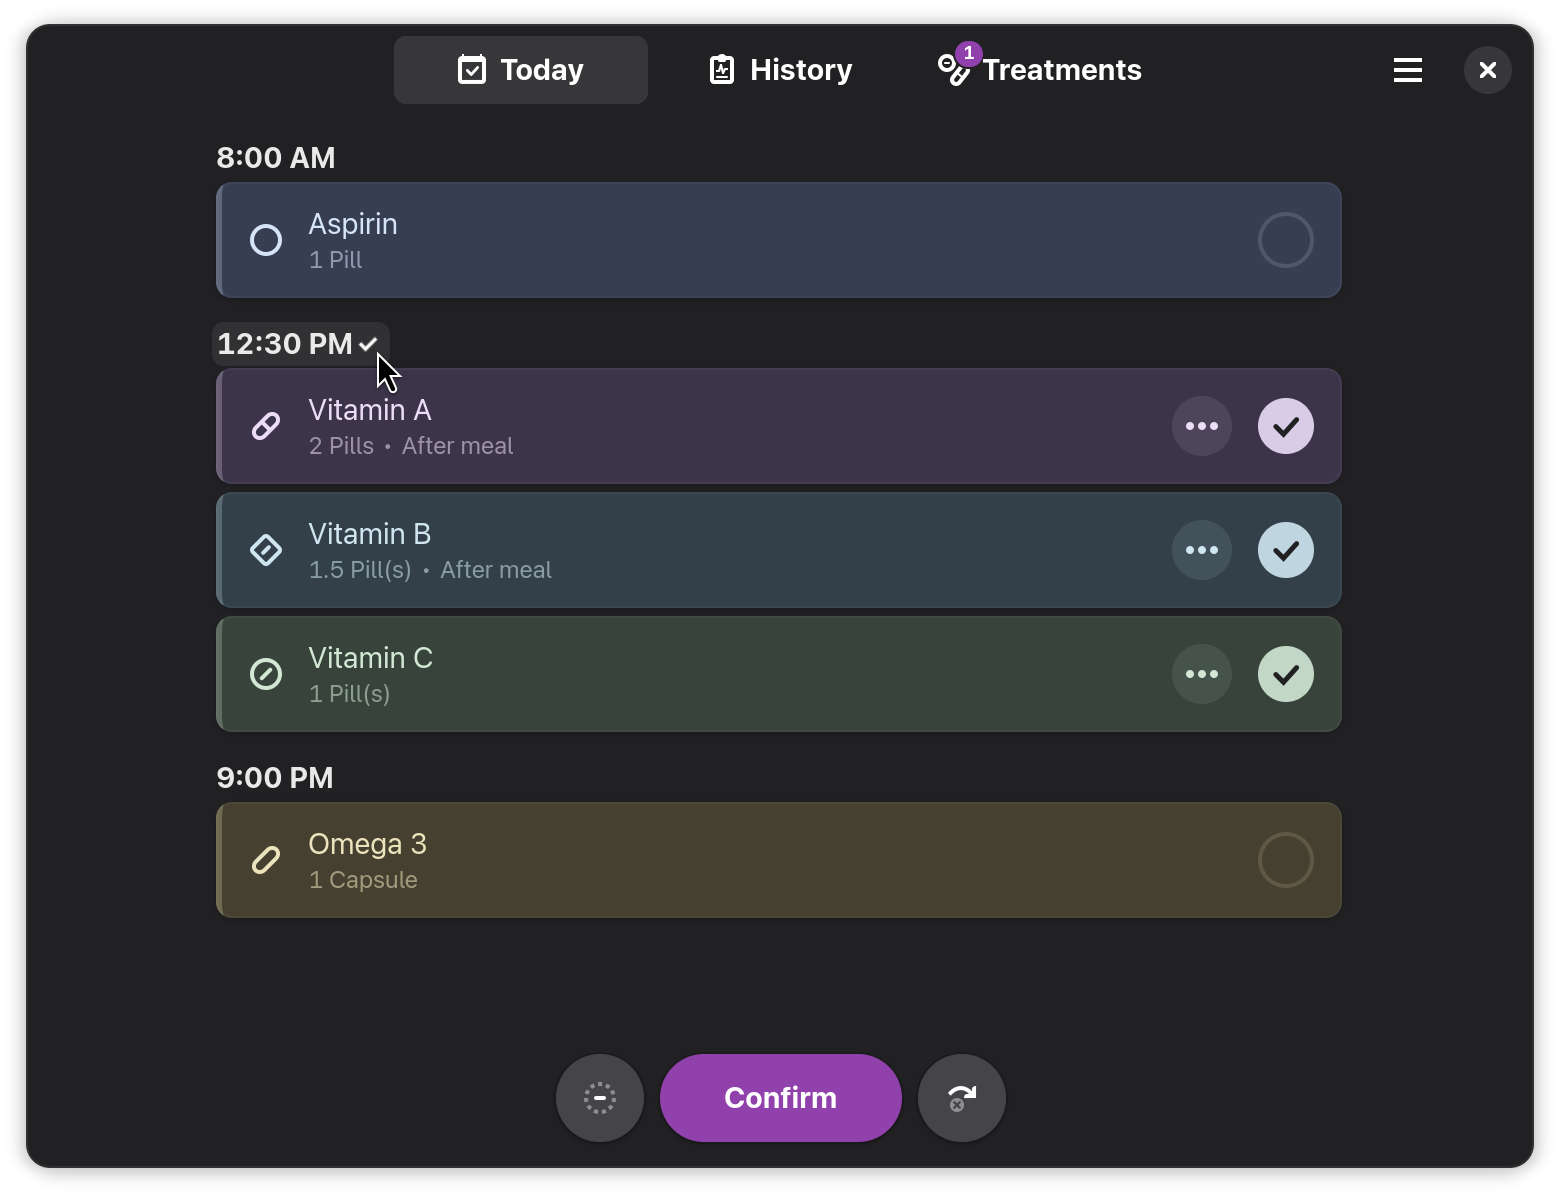 Today
History
1
Treatments
8:00 AM
Aspirin
1 Pill
12:30 PM
Vitamin A
2 Pills • After meal
Vitamin B
1.5 Pill(s) • After meal
Vitamin C
1 Pill(s)
9:00 PM
Omega 3
1 Capsule
Confirm